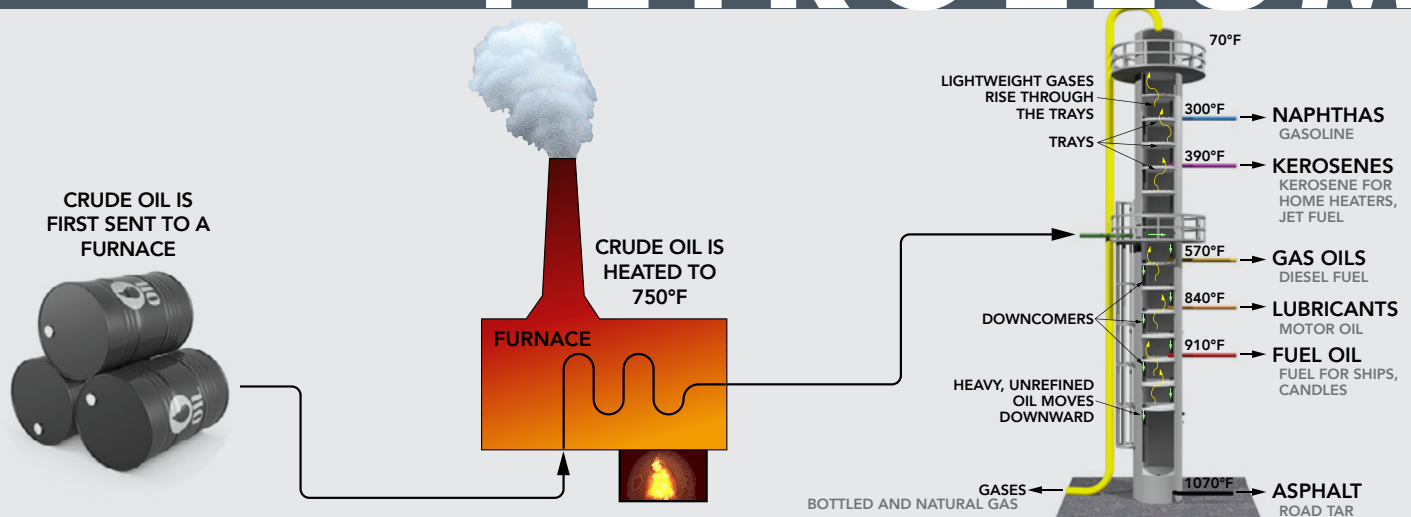 PETROLEUM
CRUDE OIL IS
FIRST SENT TO A
FURNACE
OIL
OIL
CRUDE OIL IS
HEATED TO
750°F
FURNACE
70°F
LIGHTWEIGHT GASES
RISE THROUGH
THE TRAYS
TRAYS
300°F
NAPHTHAS
GASOLINE
390°F
KEROSENES
KEROSENE FOR
HOME HEATERS,
JET FUEL
570°F
GAS OILS
DIESEL FUEL
DOWNCOMERS
840°F
LUBRICANTS
MOTOR OIL
910°F
FUEL OIL
FUEL FOR SHIPS,
CANDLES
HEAVY, UNREFINED
OIL MOVES
DOWNWARD
GASES
BOTTLED AND NATURAL GAS
1070°F
ASPHALT
ROAD TAR